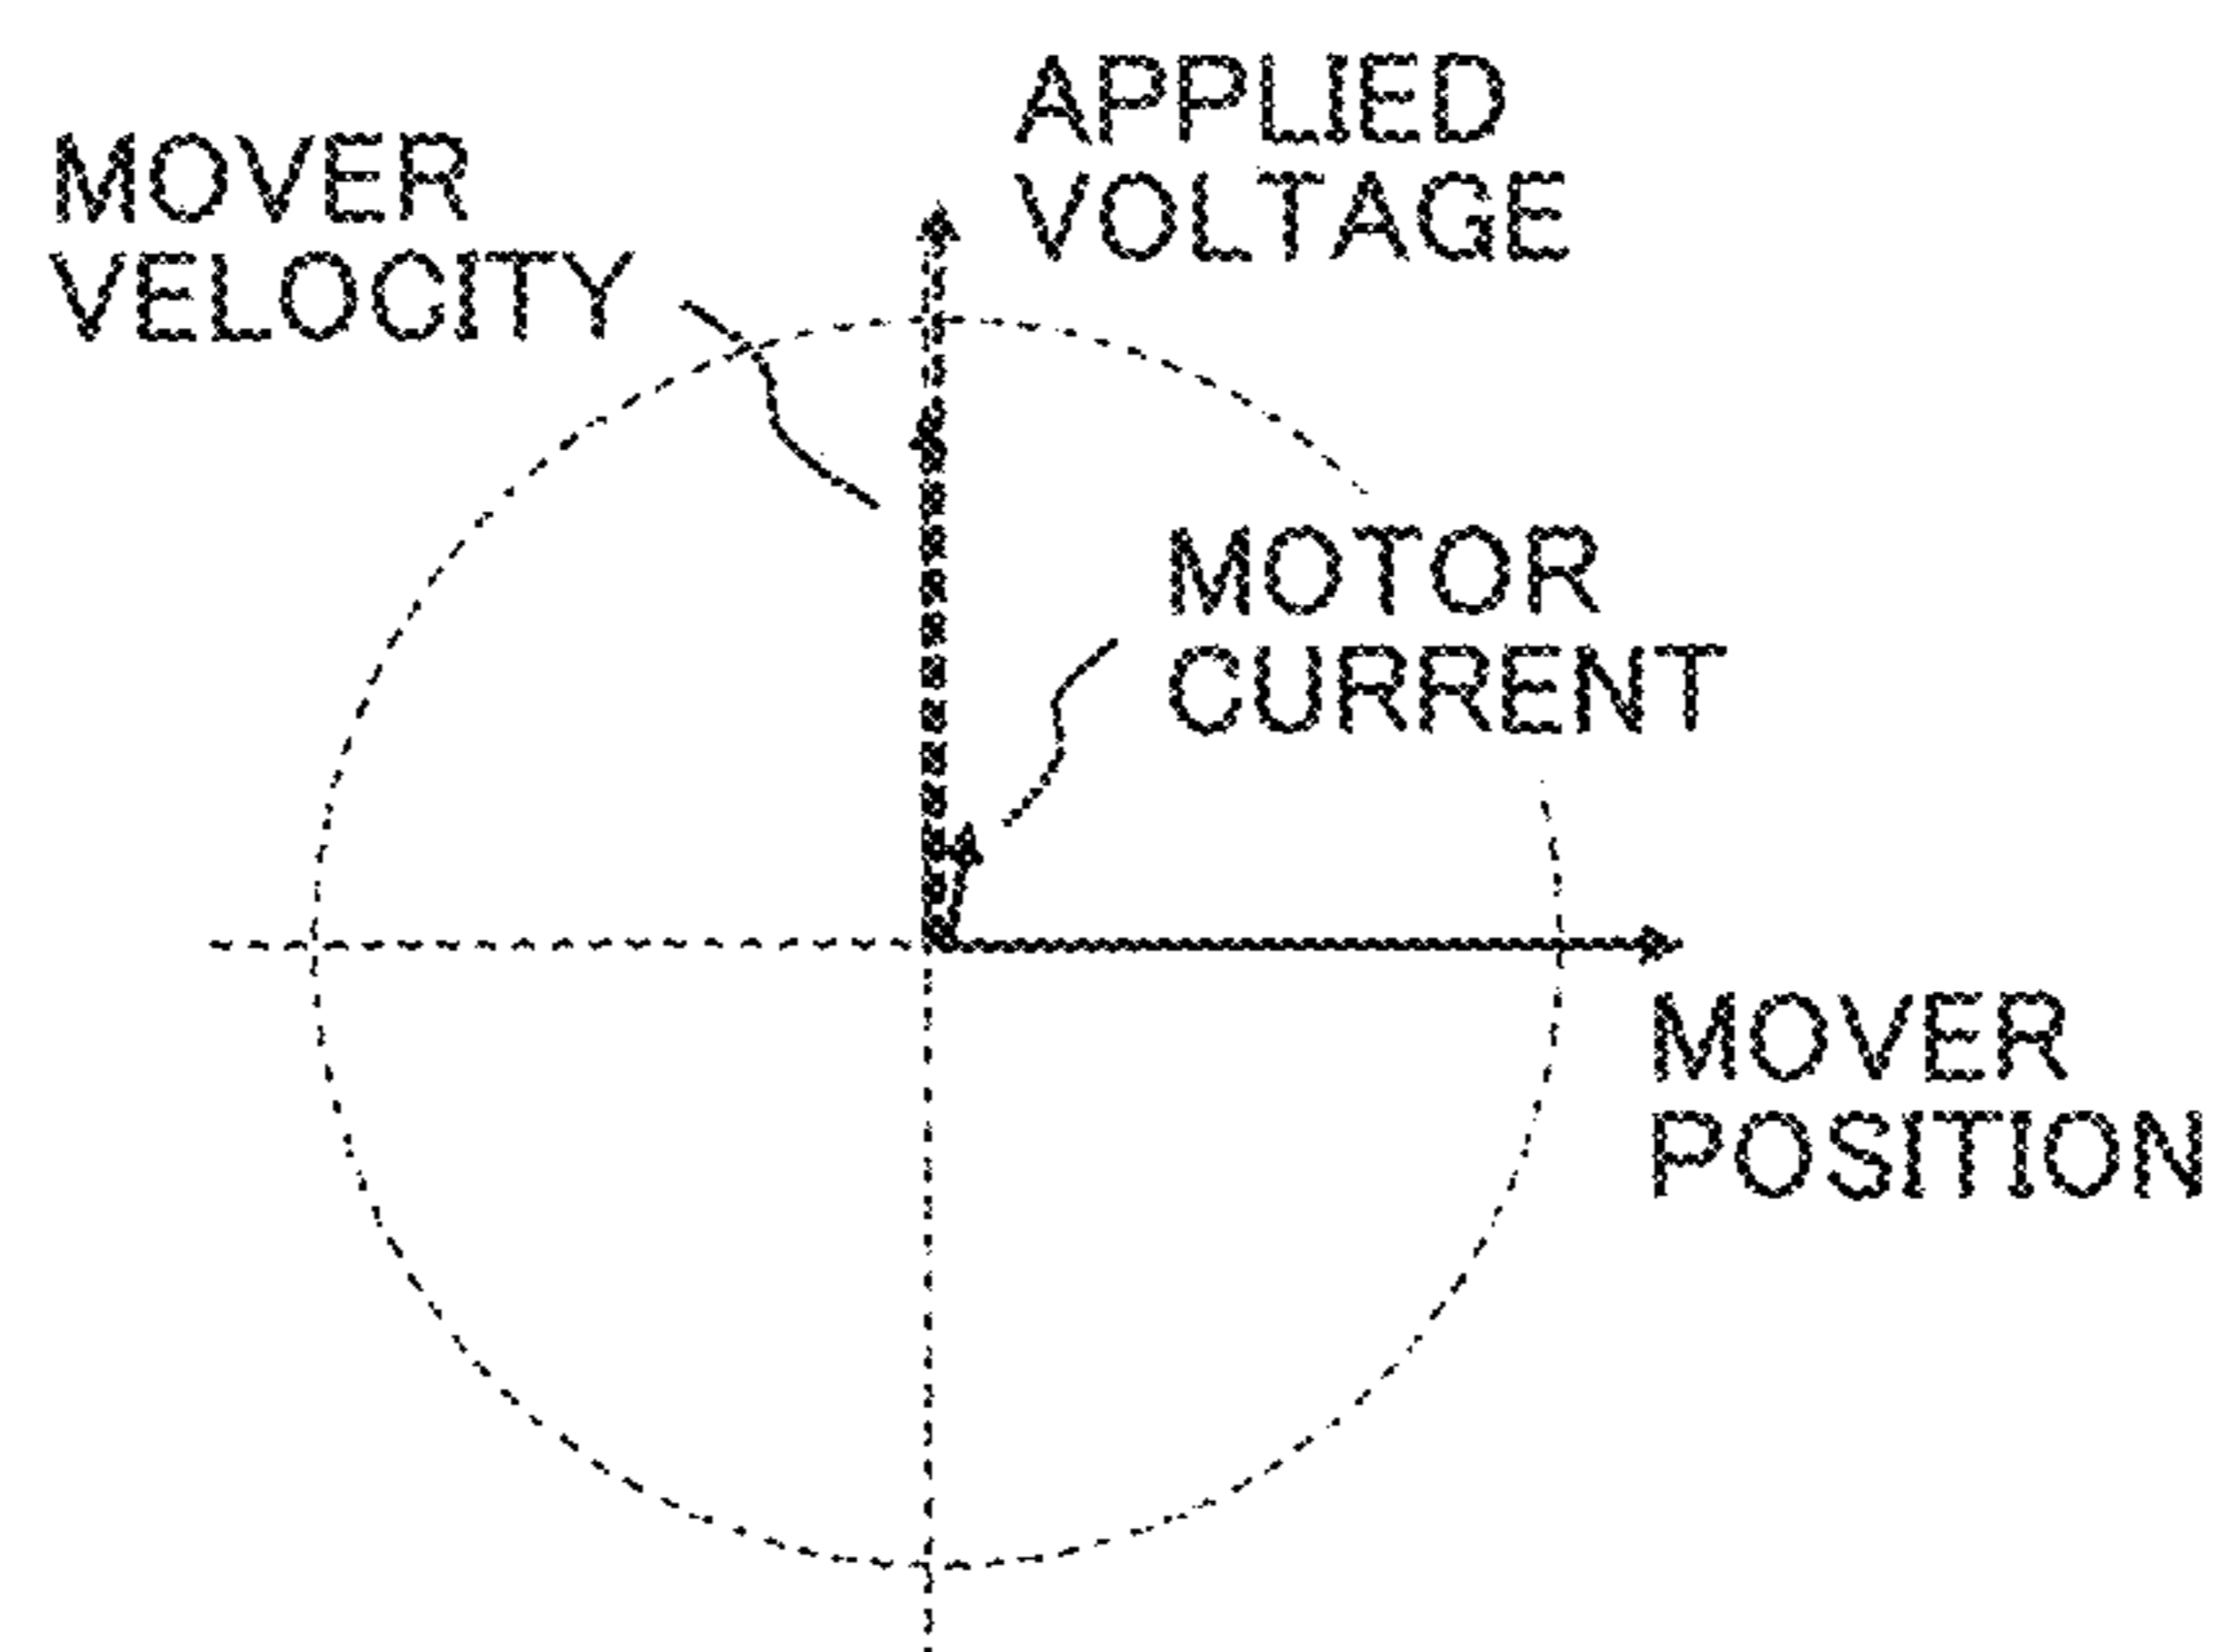 APPLIED
VOLTAGE
MOVER
VELOCITY
MOTOR
CURRENT
MOVER
POSITION